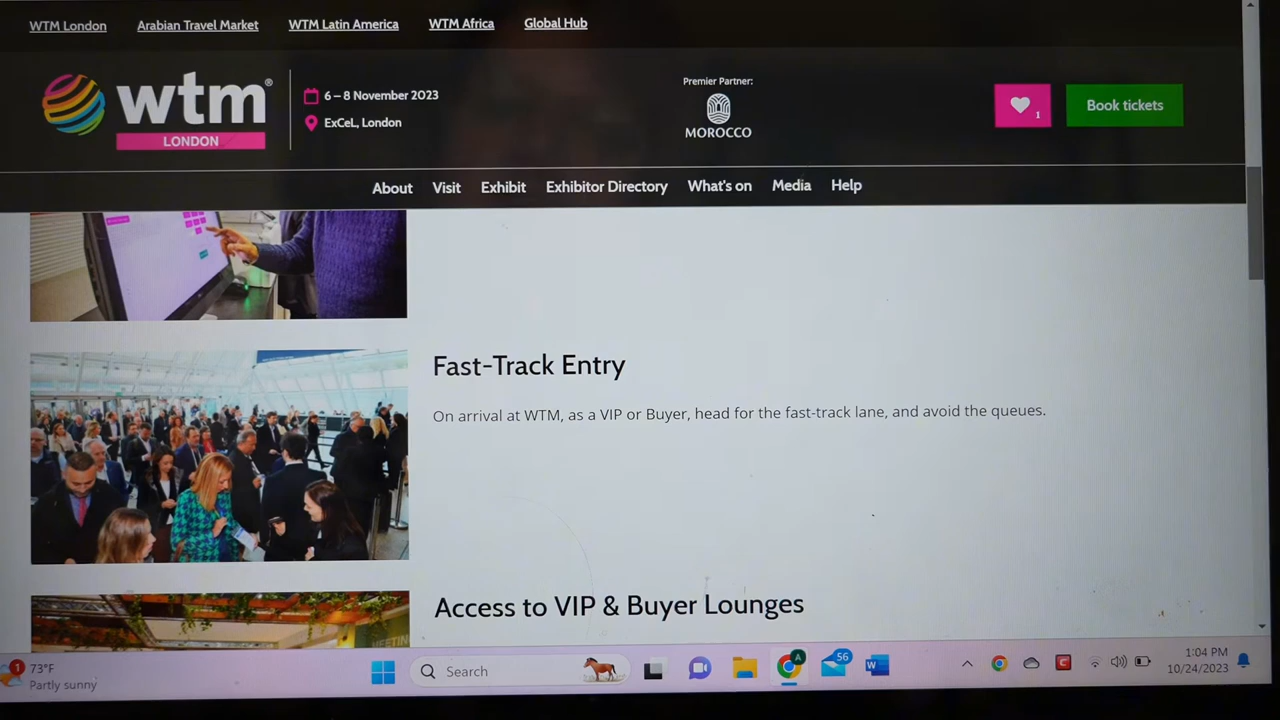 WTM London Arabian Travel Market WTM Latin America WTM Africa Global Hub
wtm®
LONDON
6 – 8 November 2023
ExCeL, London
Premier Partner:
MOROCCO
1
Book tickets
About Visit Exhibit Exhibitor Directory What's on Media Help
Fast-Track Entry
On arrival at WTM, as a VIP or Buyer, head for the fast-track lane, and avoid the queues.
Access to VIP & Buyer Lounges
MEETING
1
73°F
Partly sunny
Search
A
56
W
C
1:04 PM
10/24/2023